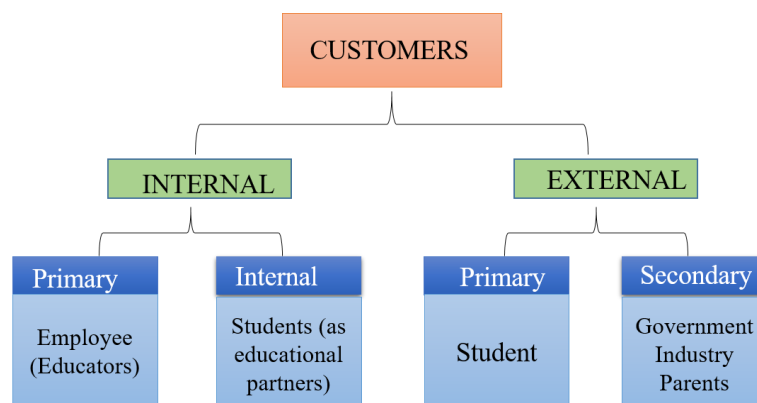 CUSTOMERS
INTERNAL
EXTERNAL
Primary
Employee
(Educators)
Internal
Students (as
educational
partners)
Primary
Student
Secondary
Government
Industry
Parents